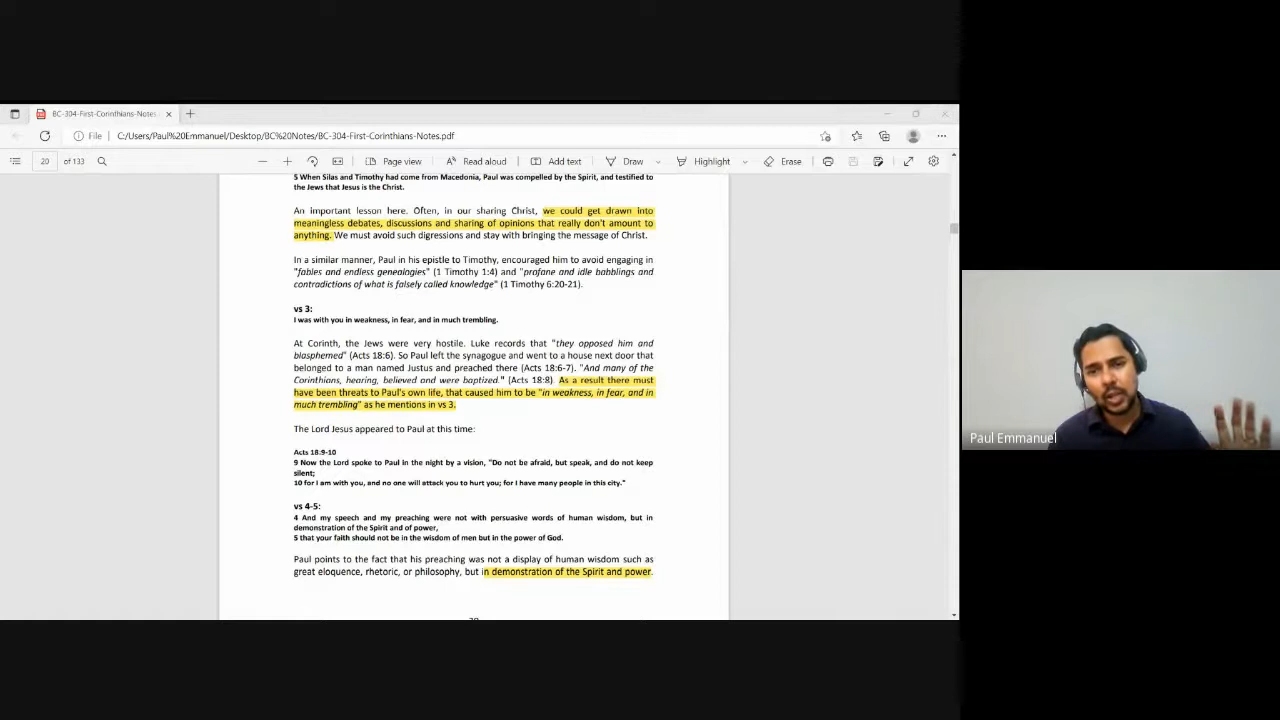 BC-304-First-Corinthians-Notes
File
C:/Users/Paul%20Emmanuel/Desktop/BC%20Notes/BC-304-First-Corinthians-Notes.pdf
20 of 133
Page view
Read aloud
Add text
Draw
Highlight
Erase
5 When Silas and Timothy had come from Macedonia, Paul was compelled by the Spirit, and testified to
the Jews that Jesus is the Christ.
An important lesson here. Often, in our sharing Christ, we could get drawn into
meaningless debates, discussions and sharing of opinions that really don't amount to
anything. We must avoid such digressions and stay with bringing the message of Christ.
In a similar manner, Paul in his epistle to Timothy, encouraged him to avoid engaging in
"fables and endless genealogies" (1 Timothy 1:4) and "profane and idle babblings and
contradictions of what is falsely called knowledge" (1 Timothy 6:20-21).
vs 3:
I was with you in weakness, in fear, and in much trembling.
At Corinth, the Jews were very hostile. Luke records that "they opposed him and
blasphemed" (Acts 18:6). So Paul left the synagogue and went to a house next door that
belonged to a man named Justus and preached there (Acts 18:6-7). "And many of the
Corinthians, hearing, believed and were baptized." (Acts 18:8). As a result there must
have been threats to Paul's own life, that caused him to be "in weakness, in fear, and in
much trembling" as he mentions in vs 3.
The Lord Jesus appeared to Paul at this time:
Acts 18:9-10
9 Now the Lord spoke to Paul in the night by a vision, "Do not be afraid, but speak, and do not keep
silent;
10 for I am with you, and no one will attack you to hurt you; for I have many people in this city."
vs 4-5:
4 And my speech and my preaching were not with persuasive words of human wisdom, but in
demonstration of the Spirit and of power,
5 that your faith should not be in the wisdom of men but in the power of God.
Paul points to the fact that his preaching was not a display of human wisdom such as
great eloquence, rhetoric, or philosophy, but in demonstration of the Spirit and power.
Paul Emmanuel